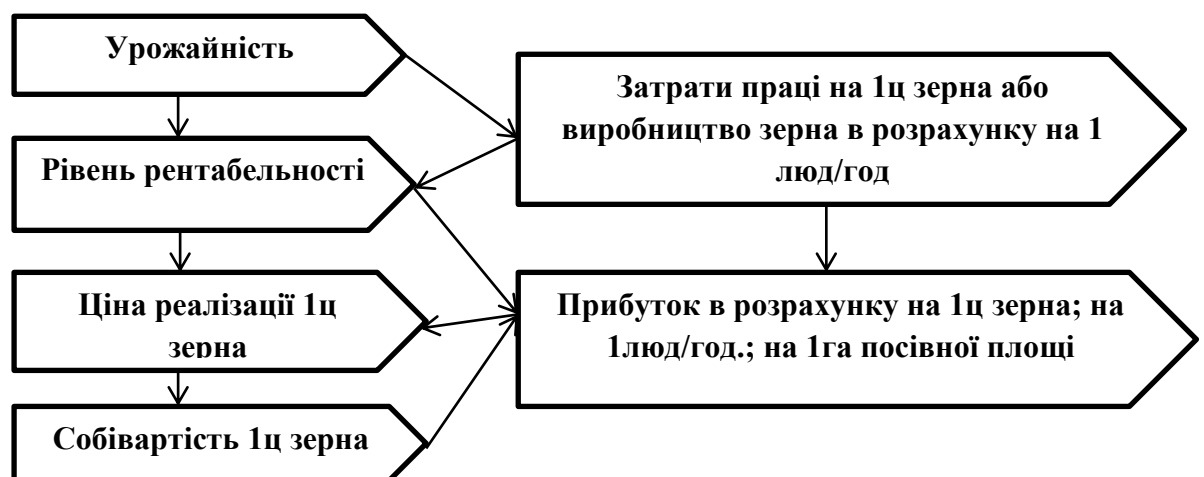 Урожайність
Затрати праці на 1ц зерна або
виробництво зерна в розрахунку на 1
люд/год
Рівень рентабельності
Ціна реалізації 1ц
зерна
Прибуток в розрахунку на 1ц зерна; на
1люд/год.; на 1га посівної площі
Собівартість 1ц зерна